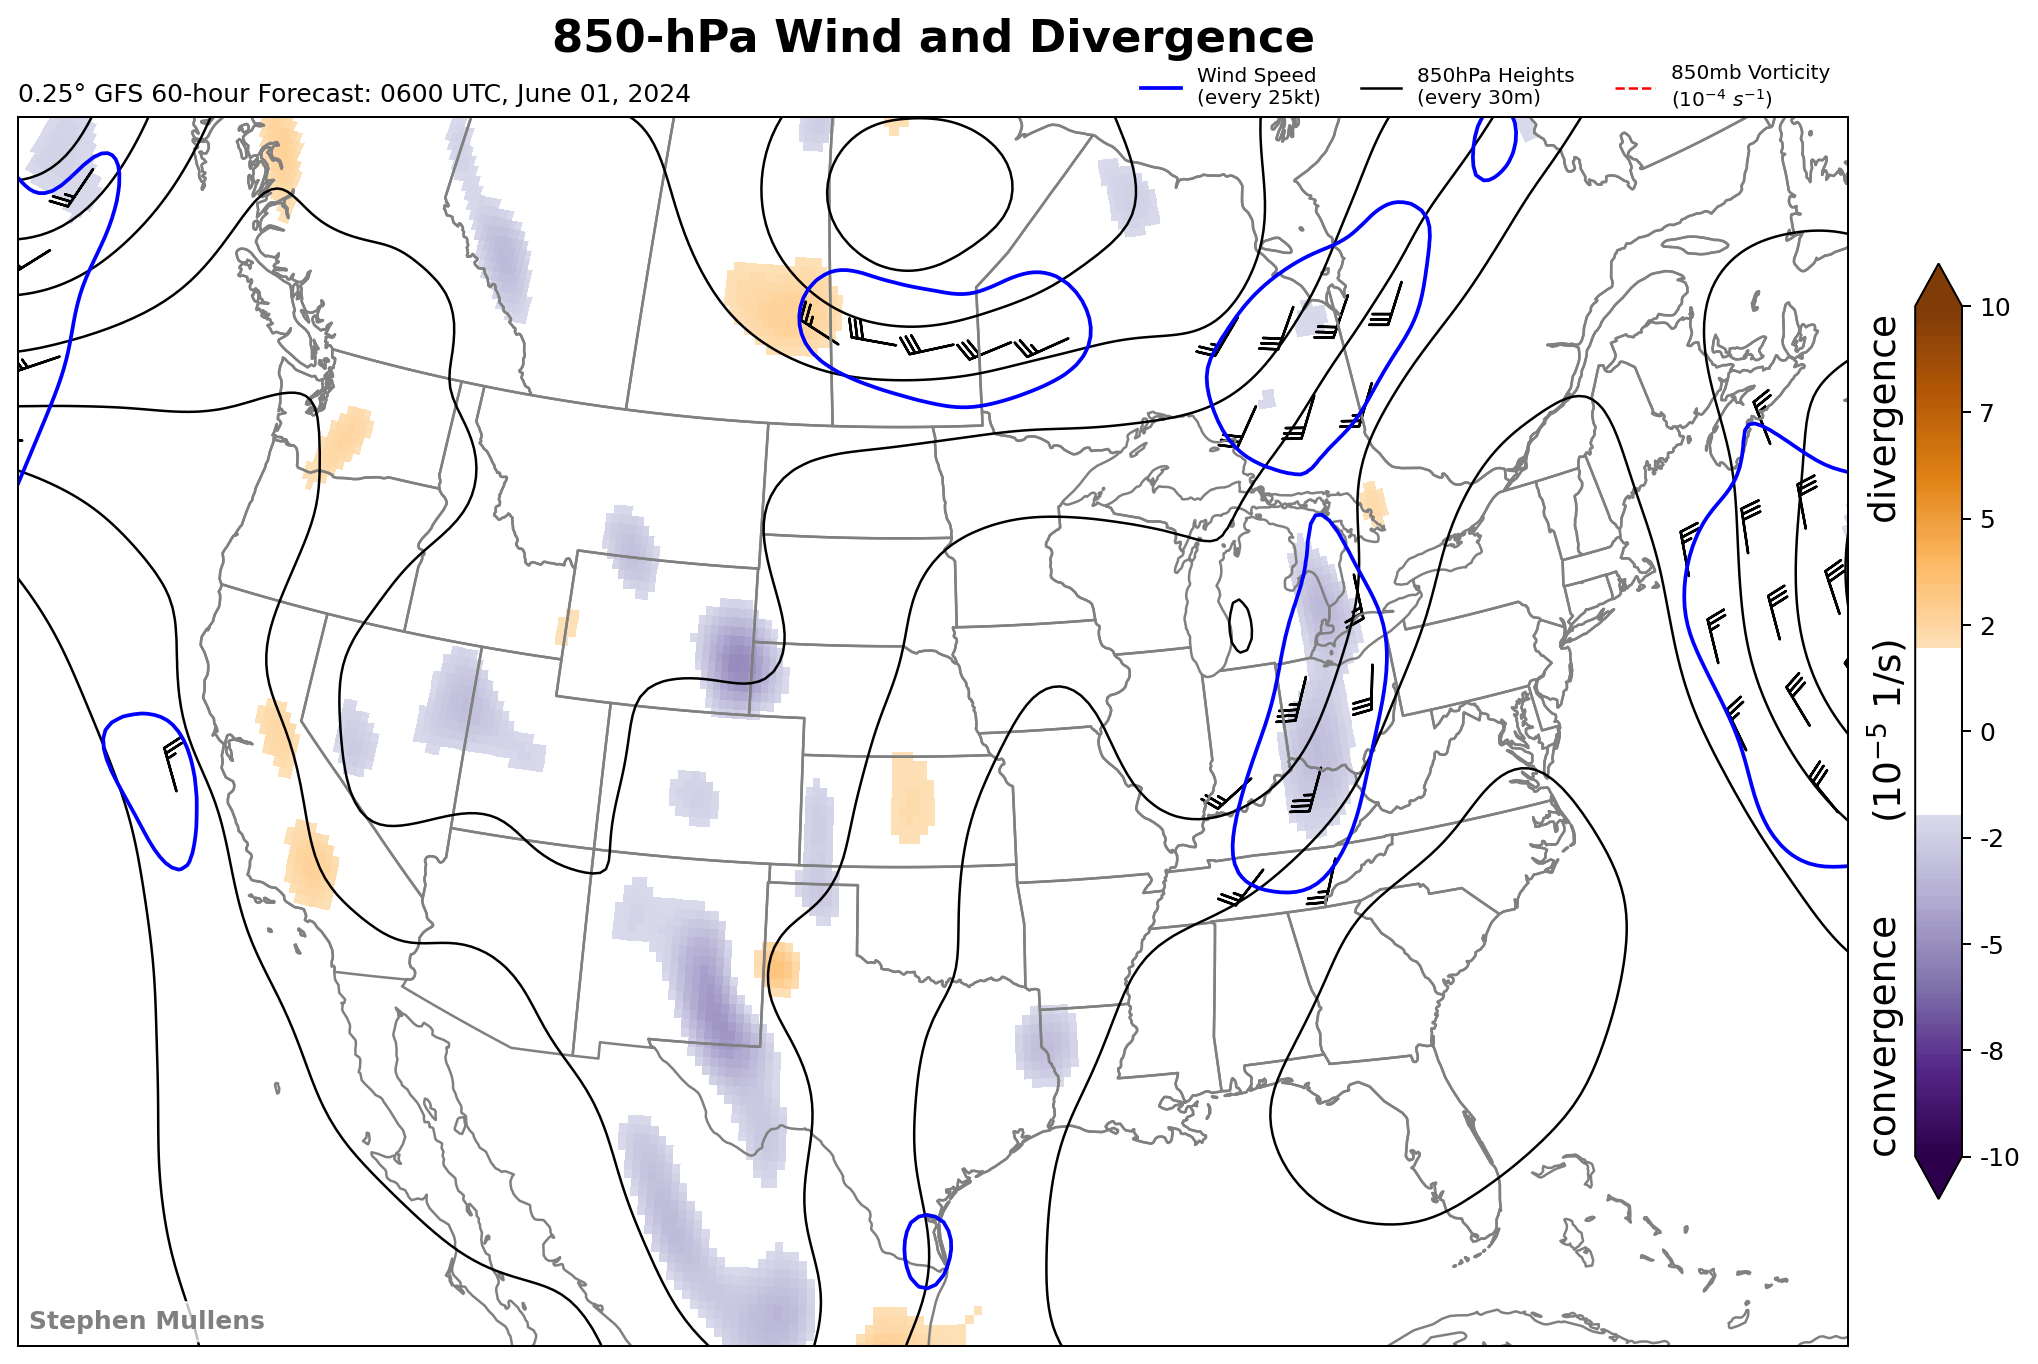 850-hPa Wind and Divergence
0.25° GFS 60-hour Forecast: 0600 UTC, June 01, 2024
Wind Speed
(every 25kt)
850hPa Heights
(every 30m)
850mb Vorticity
(10⁻⁴ s⁻¹)
10
7
5
2
0
-2
-5
-8
-10
convergence (10⁻⁵ 1/s) divergence
Stephen Mullens